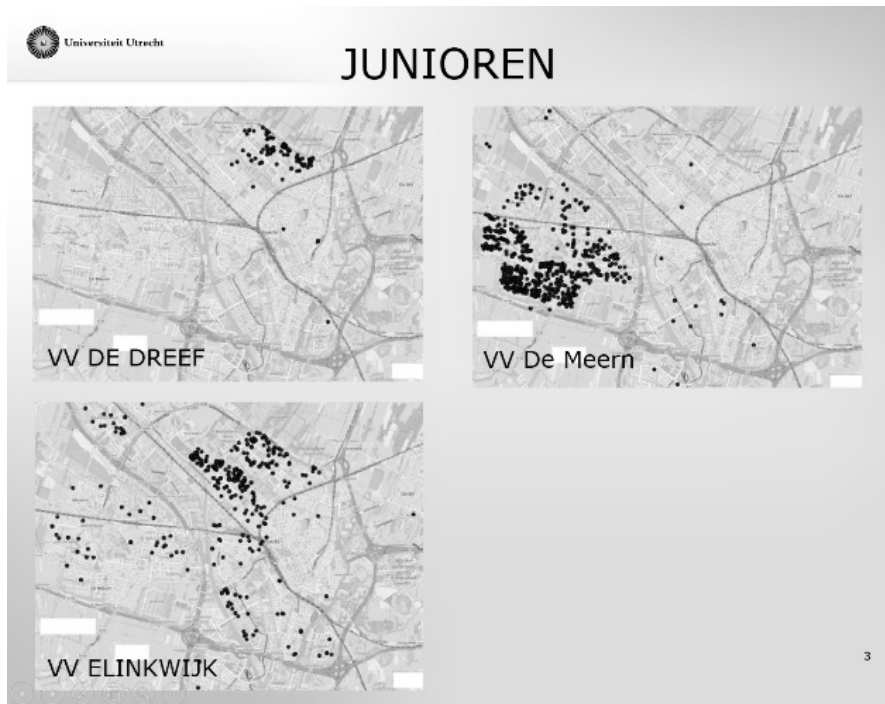 Universiteit Utrecht
JUNIOREN
VV DE DREEF
VV De Meern
VV ELINKWIJK
3